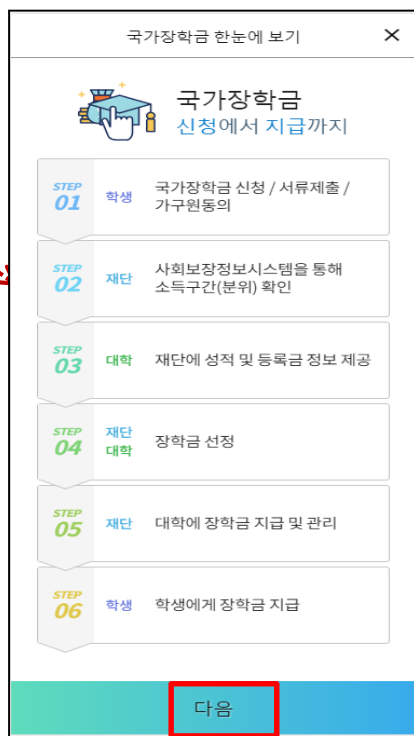 국가장학금 한눈에 보기
국가장학금
신청에서 지급까지
STEP
01
학생
국가장학금 신청 / 서류제출 /
가구원동의
STEP
02
재단
사회보장정보시스템을 통해
소득구간(분위) 확인
STEP
03
대학
재단에 성적 및 등록금 정보 제공
STEP
04
재단
대학
장학금 선정
STEP
05
재단
대학에 장학금 지급 및 관리
STEP
06
학생
학생에게 장학금 지급
다음